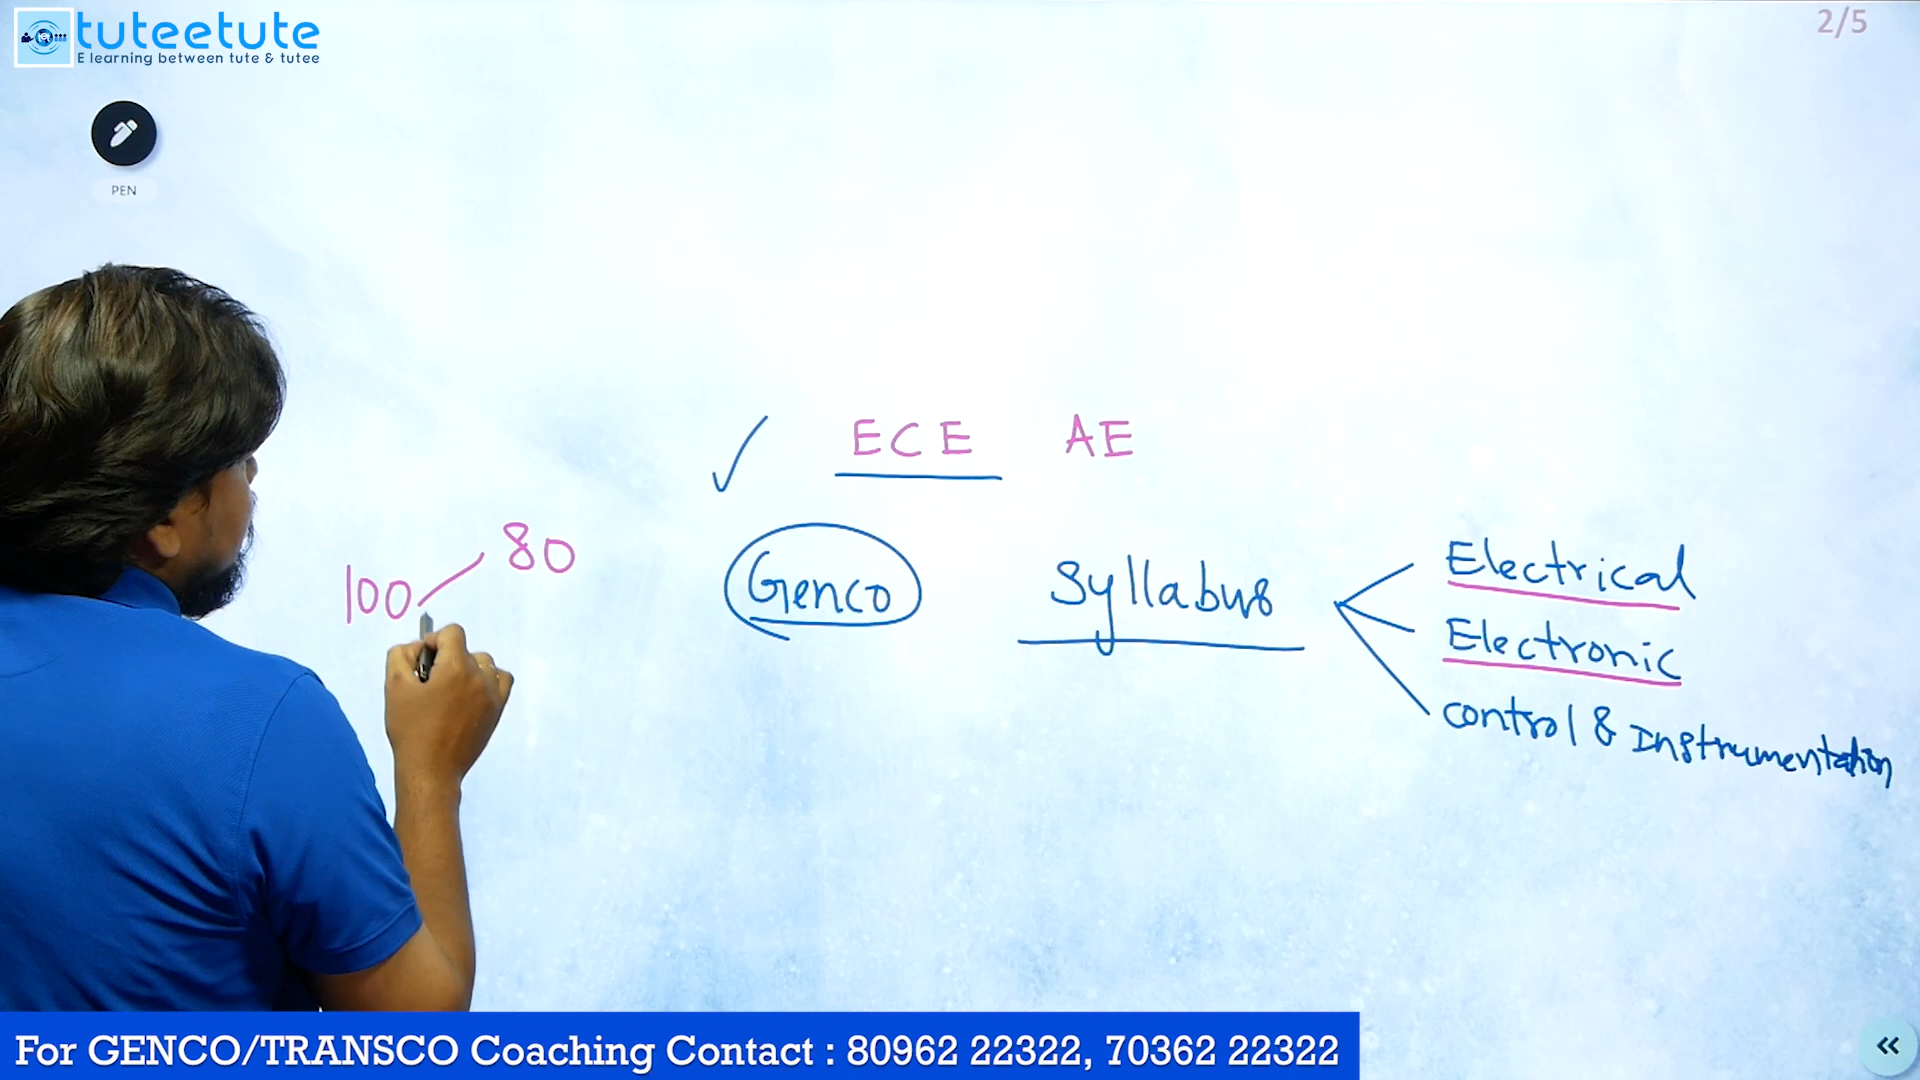 tuteetute
E learning between tute & tutee
2/5
PEN
ECE AE
80
100
Genco
Syllabus
Electrical
Electronic
control & Instrumentation
For GENCO/TRANSCO Coaching Contact : 80962 22322, 70362 22322